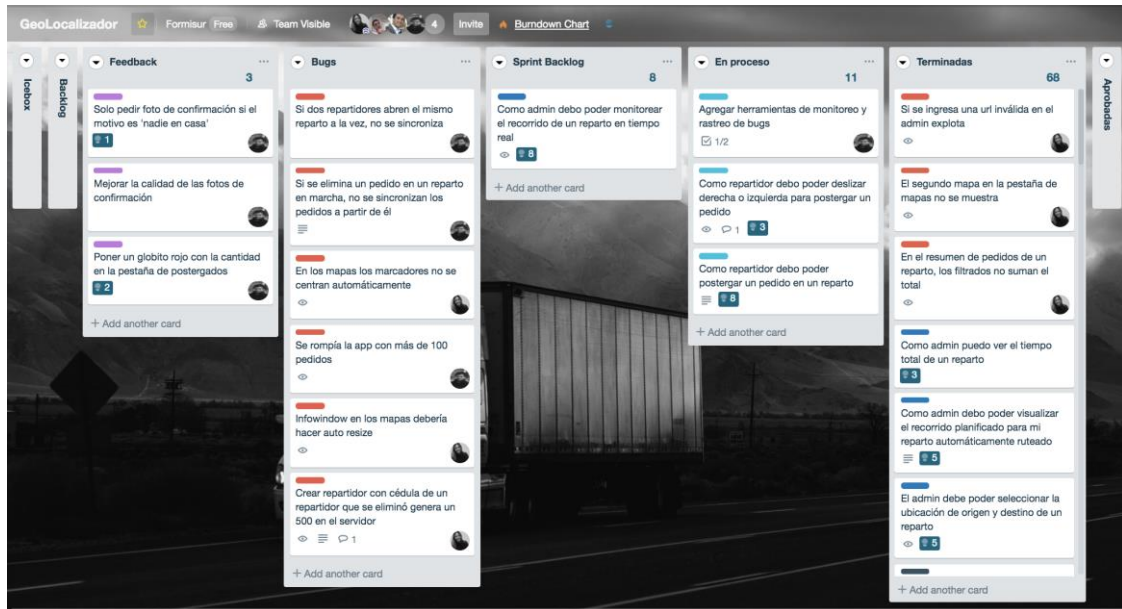 GeoLocalizador
Formisur Free
Team Visible
4
Invite
Burndown Chart
Icebox
Backlog
Feedback
3
Solo pedir foto de confirmación si el
motivo es 'nadie en casa'
1
Mejorar la calidad de las fotos de
confirmación
Poner un globito rojo con la cantidad
en la pestaña de postergados
2
+ Add another card
Bugs
Si dos repartidores abren el mismo
reparto a la vez, no se sincroniza
Si se elimina un pedido en un reparto
en marcha, no se sincronizan los
pedidos a partir de él
En los mapas los marcadores no se
centran automáticamente
Se rompía la app con más de 100
pedidos
Infowindow en los mapas debería
hacer auto resize
Crear repartidor con cédula de un
repartidor que se eliminó genera un
500 en el servidor
1
+ Add another card
Sprint Backlog
8
Como admin debo poder monitorear
el recorrido de un reparto en tiempo
real
8
+ Add another card
En proceso
11
Agregar herramientas de monitoreo y
rastreo de bugs
1/2
Como repartidor debo poder deslizar
derecha o izquierda para postergar un
pedido
1 3
Como repartidor debo poder
postergar un pedido en un reparto
8
+ Add another card
Terminadas
68
Si se ingresa una url inválida en el
admin explota
El segundo mapa en la pestaña de
mapas no se muestra
En el resumen de pedidos de un
reparto, los filtrados no suman el
total
Como admin puedo ver el tiempo
total de un reparto
3
Como admin debo poder visualizar
el recorrido planificado para mi
reparto automáticamente ruteado
5
El admin debe poder seleccionar la
ubicación de origen y destino de un
reparto
5
+ Add another card
Aprobadas